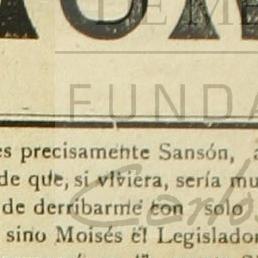 FUNDA
es precisamente Sansón,
de que, si viviera, sería mu
de derribarme con solo
sino Moisés el Legislador